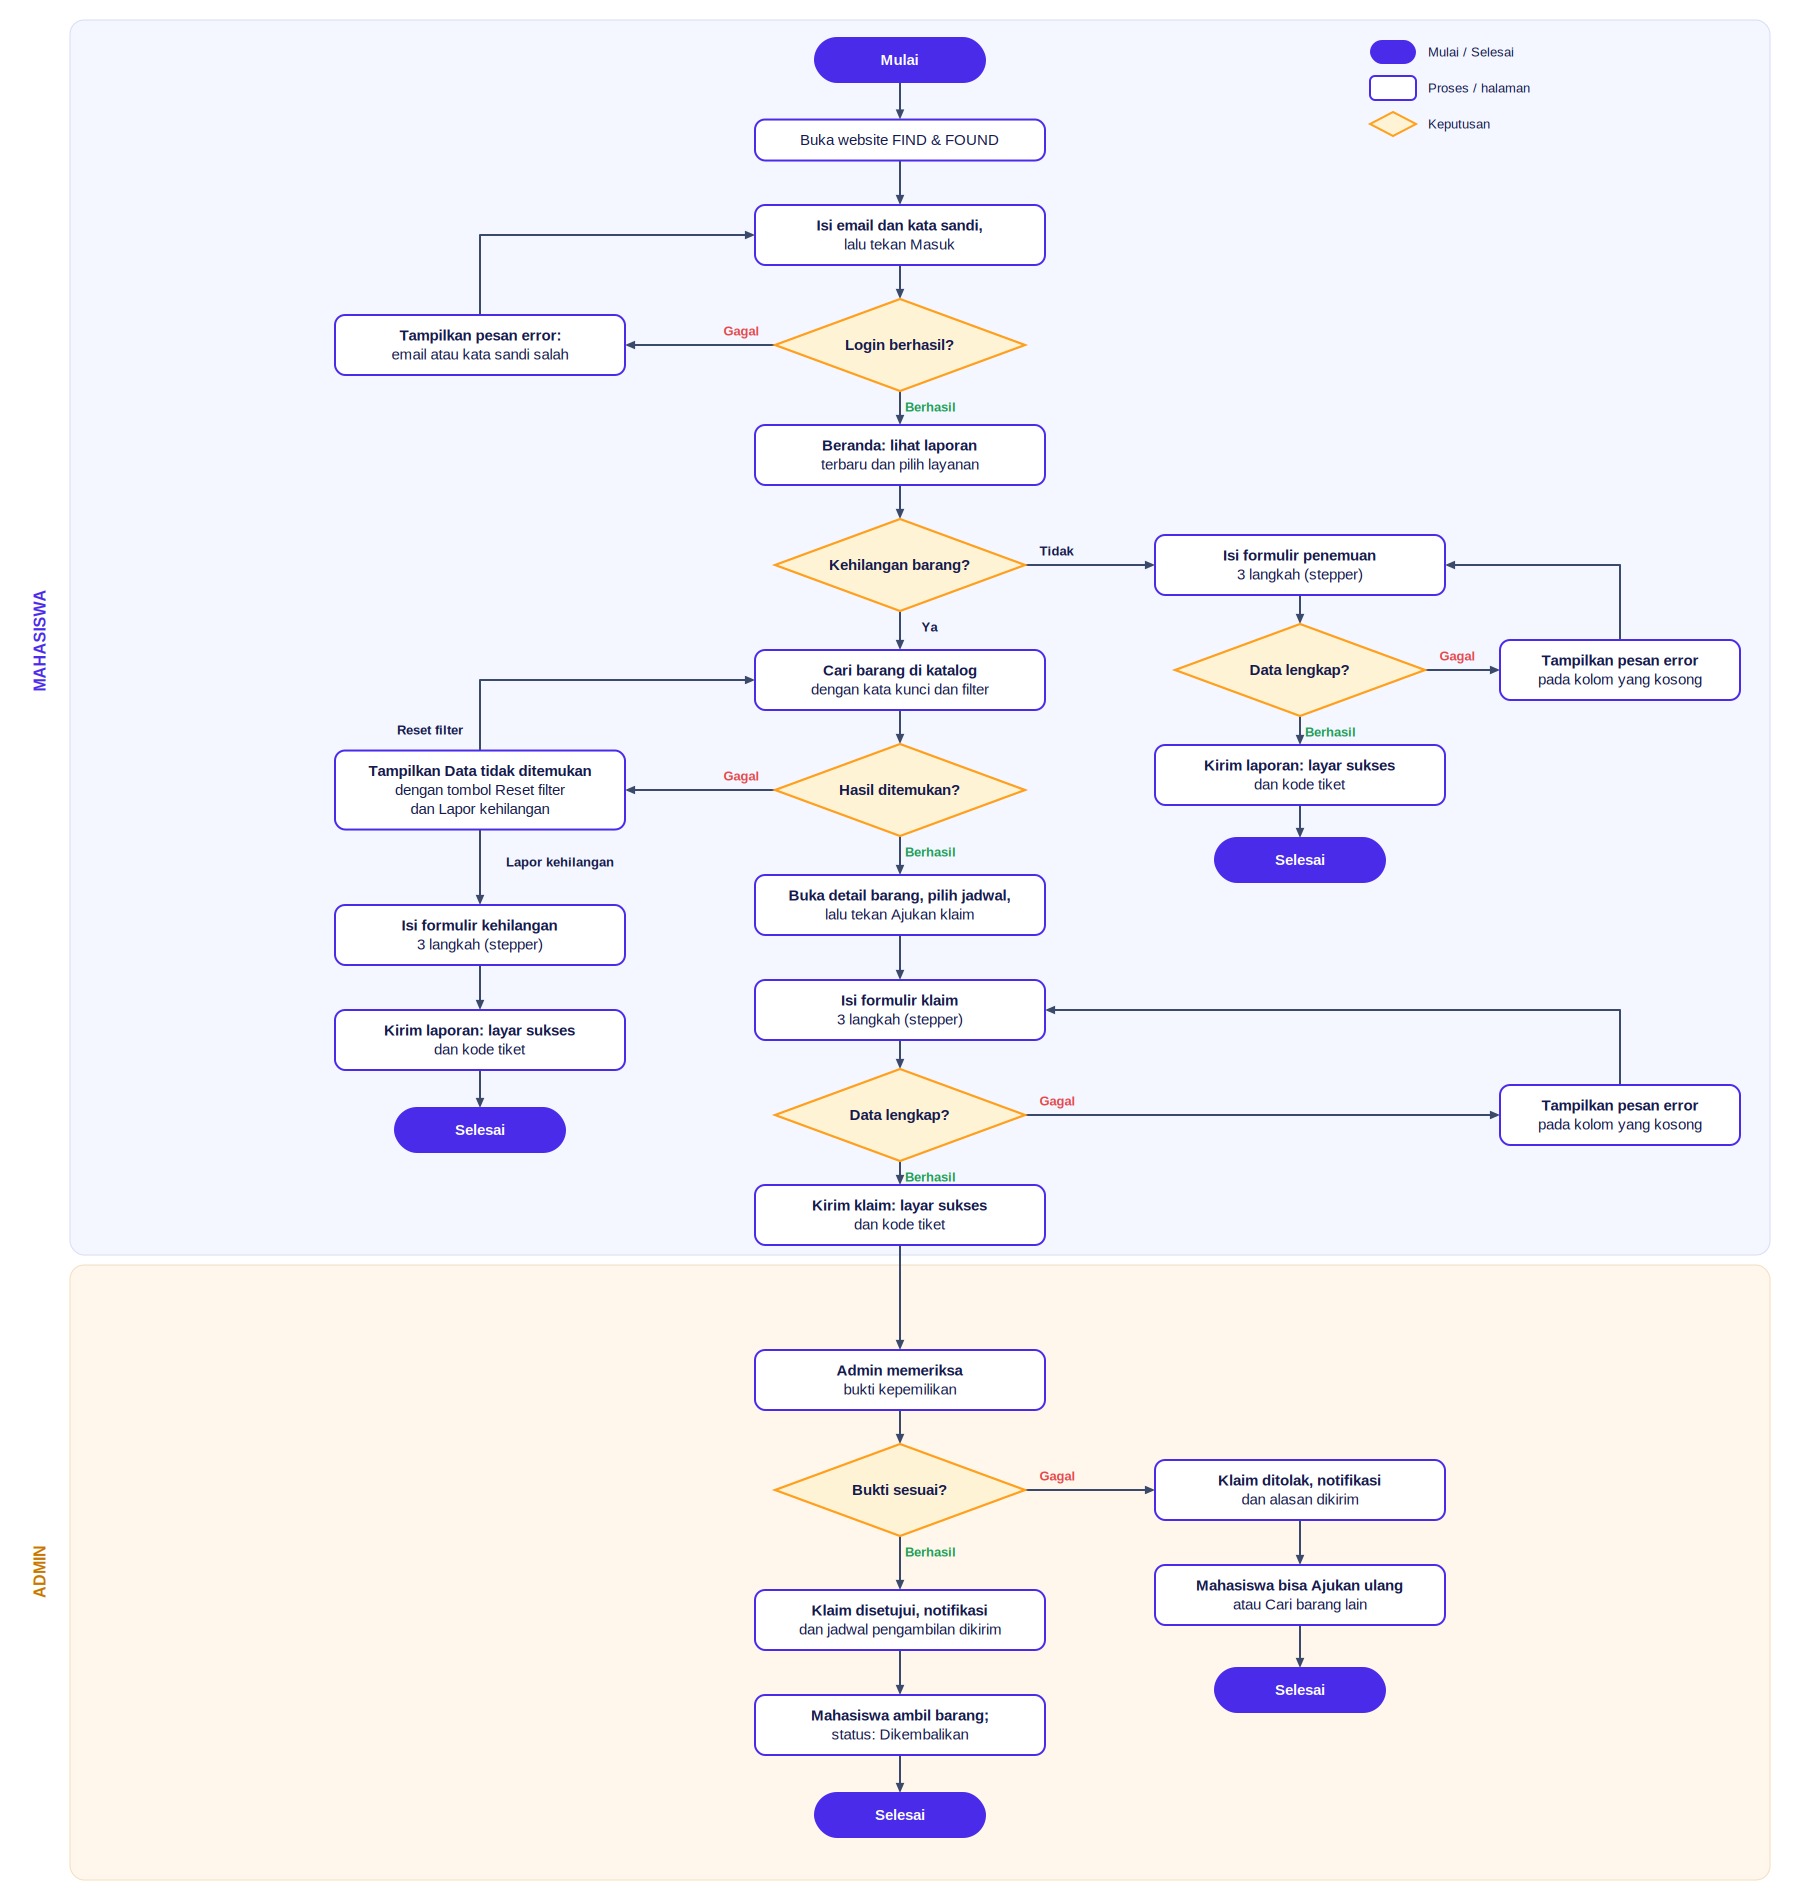 Mulai
Mulai / Selesai
Proses / halaman
Keputusan
Buka website FIND & FOUND
Isi email dan kata sandi,
lalu tekan Masuk
Tampilkan pesan error:
email atau kata sandi salah
Gagal
Login berhasil?
Berhasil
Beranda: lihat laporan
terbaru dan pilih layanan
Kehilangan barang?
Tidak
Isi formulir penemuan
3 langkah (stepper)
Ya
MAHASISWA
Cari barang di katalog
dengan kata kunci dan filter
Data lengkap?
Gagal
Tampilkan pesan error
pada kolom yang kosong
Reset filter
Berhasil
Tampilkan Data tidak ditemukan
dengan tombol Reset filter
dan Lapor kehilangan
Gagal
Hasil ditemukan?
Kirim laporan: layar sukses
dan kode tiket
Berhasil
Selesai
Lapor kehilangan
Buka detail barang, pilih jadwal,
lalu tekan Ajukan klaim
Isi formulir kehilangan
3 langkah (stepper)
Isi formulir klaim
3 langkah (stepper)
Kirim laporan: layar sukses
dan kode tiket
Data lengkap?
Gagal
Tampilkan pesan error
pada kolom yang kosong
Selesai
Berhasil
Kirim klaim: layar sukses
dan kode tiket
Admin memeriksa
bukti kepemilikan
Bukti sesuai?
Gagal
Klaim ditolak, notifikasi
dan alasan dikirim
Berhasil
ADMIN
Klaim disetujui, notifikasi
dan jadwal pengambilan dikirim
Mahasiswa bisa Ajukan ulang
atau Cari barang lain
Selesai
Mahasiswa ambil barang;
status: Dikembalikan
Selesai